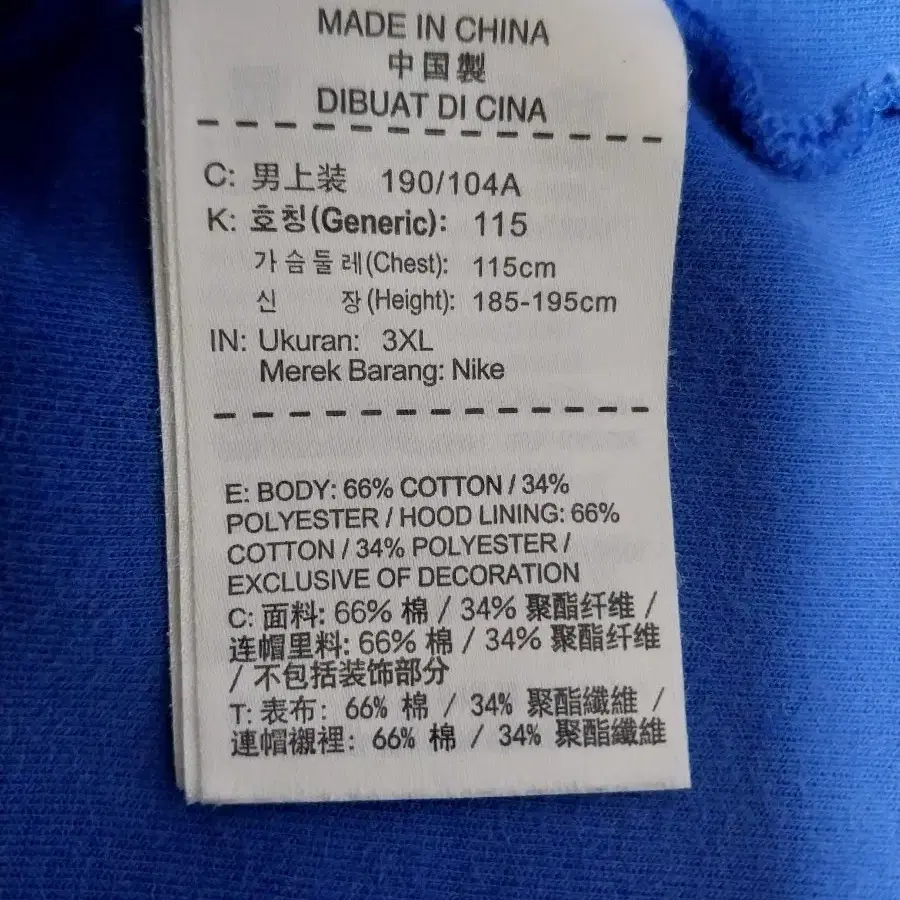 MADE IN CHINA
中国製
DIBUAT DI CINA
C: 男上装 190/104A
K: 호칭(Generic): 115
가슴둘레(Chest): 115cm
신 장(Height): 185-195cm
IN: Ukuran: 3XL
Merek Barang: Nike
E: BODY: 66% COTTON / 34%
POLYESTER / HOOD LINING: 66%
COTTON / 34% POLYESTER /
EXCLUSIVE OF DECORATION
C: 面料: 66% 棉 / 34% 聚酯纤维 /
连帽里料: 66% 棉 / 34% 聚酯纤维
/ 不包括装饰部分
T: 表布: 66% 棉 / 34% 聚酯纖維 /
連帽襯裡: 66% 棉 / 34% 聚酯纖維